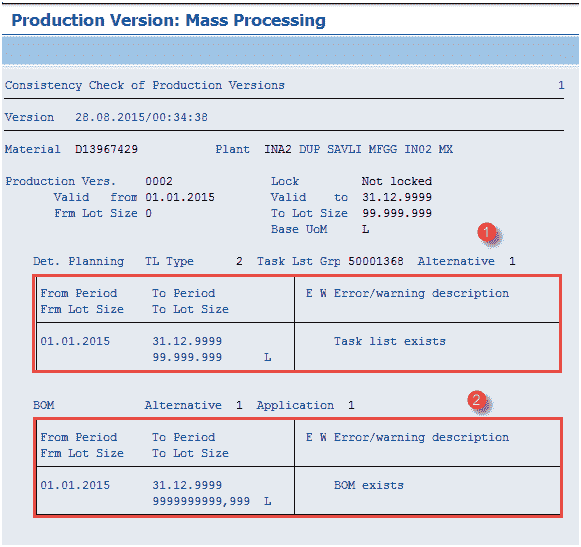 Production Version: Mass Processing
Consistency Check of Production Versions 1
Version 28.08.2015/00:34:38
Material D13967429 Plant INA2 DUP SAVLI MFGG IN02 MX
Production Vers. 0002 Lock Not locked
Valid from 01.01.2015 Valid to 31.12.9999
Frm Lot Size 0 To Lot Size 99.999.999
Base UoM L
1
Det. Planning TL Type 2 Task Lst Grp 50001368 Alternative 1
From Period To Period E W Error/warning description
Frm Lot Size To Lot Size
01.01.2015 31.12.9999 Task list exists
99.999.999 L
2
BOM Alternative 1 Application 1
From Period To Period E W Error/warning description
Frm Lot Size To Lot Size
01.01.2015 31.12.9999 BOM exists
9999999999,999 L